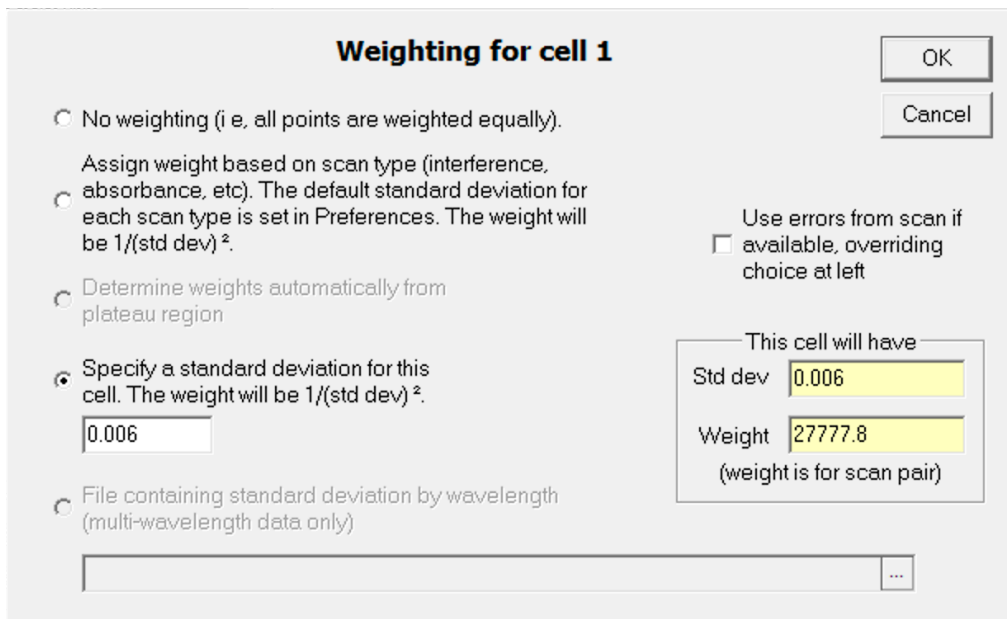 Weighting for cell 1
OK
Cancel
No weighting (i e, all points are weighted equally).
Assign weight based on scan type (interference,
absorbance, etc). The default standard deviation for
each scan type is set in Preferences. The weight will
be 1/(std dev) ².
Use errors from scan if
available, overriding
choice at left
Determine weights automatically from
plateau region
Specify a standard deviation for this
cell. The weight will be 1/(std dev) ².
0.006
This cell will have
Std dev 0.006
Weight 27777.8
(weight is for scan pair)
File containing standard deviation by wavelength
(multi-wavelength data only)
...